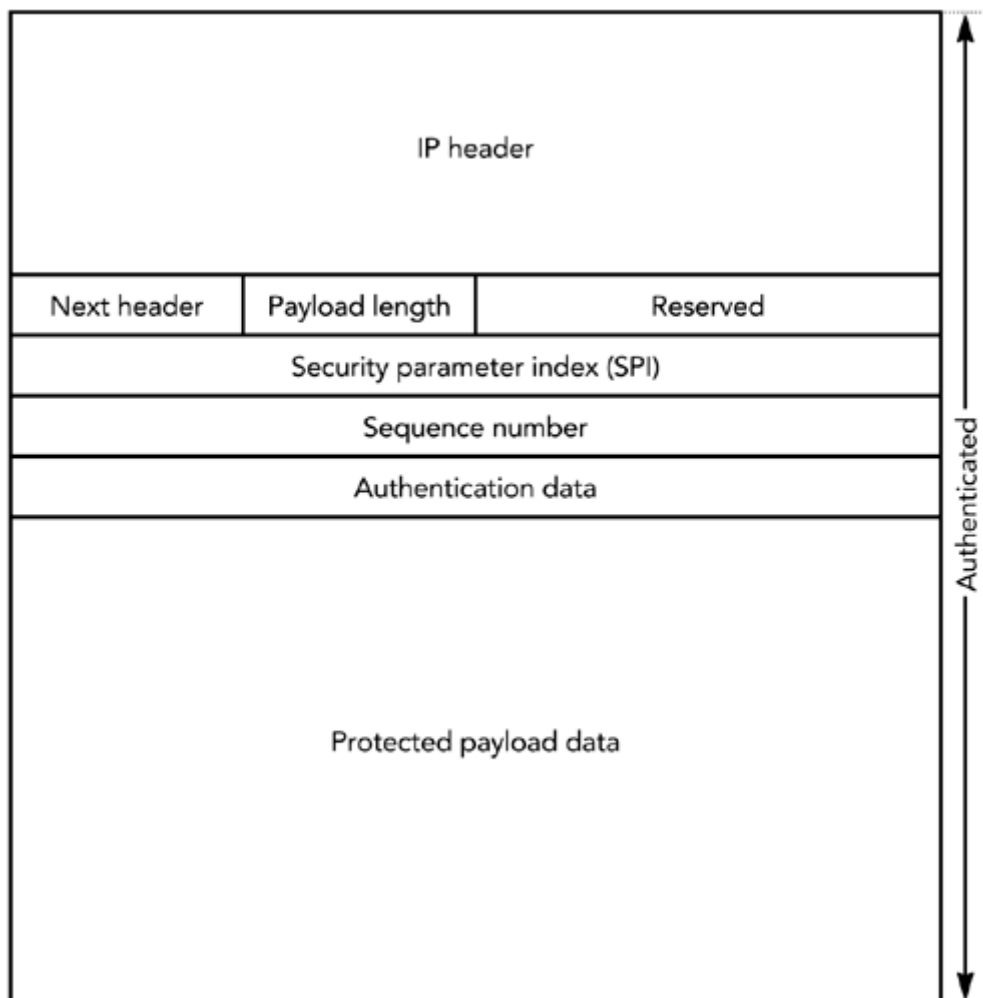 IP header
Next header
Payload length
Reserved
Security parameter index (SPI)
Sequence number
Authentication data
Authenticated
Protected payload data